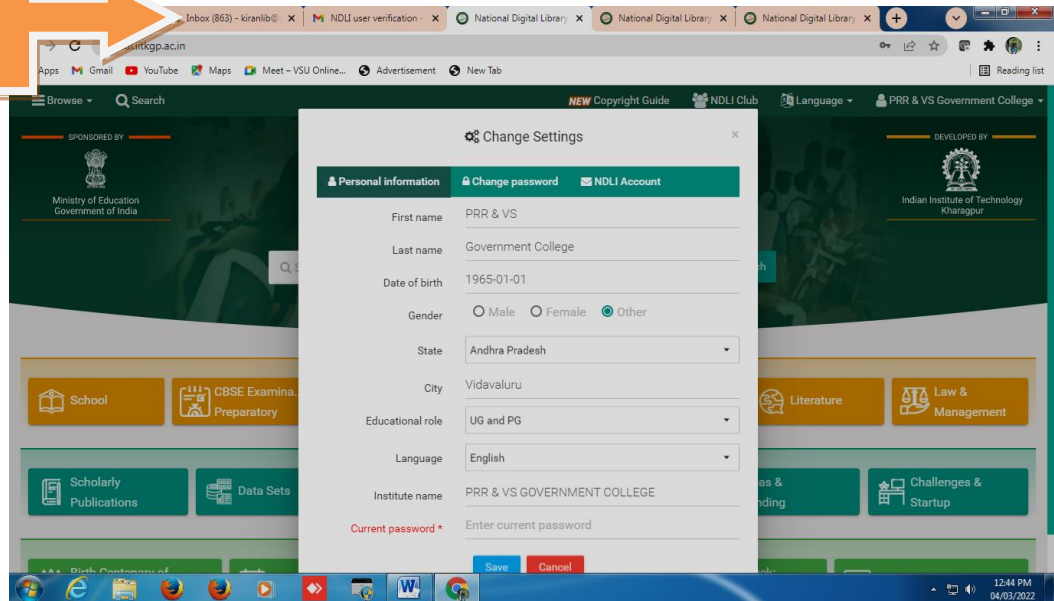 Inbox (863) - kiranlib@ x NDLI user verification - x National Digital Library x National Digital Library x National Digital Library x
iitkgp.ac.in
Apps Gmail YouTube Maps Meet – VSU Online... Advertisement New Tab Reading list
Browse Search NEW Copyright Guide NDLI Club Language PRR & VS Government College
SPONSORED BY
Ministry of Education
Government of India
DEVELOPED BY
Indian Institute of Technology
Kharagpur
Change Settings ×
Personal information Change password NDLI Account
First name PRR & VS
Last name Government College
Date of birth 1965-01-01
Gender Male Female Other
State Andhra Pradesh
City Vidavaluru
Educational role UG and PG
Language English
Institute name PRR & VS GOVERNMENT COLLEGE
Current password * Enter current password
Save Cancel
School
CBSE Examina..
Preparatory
Literature
Law &
Management
Scholarly
Publications
Data Sets
Challenges &
Startup
12:44 PM
04/03/2022